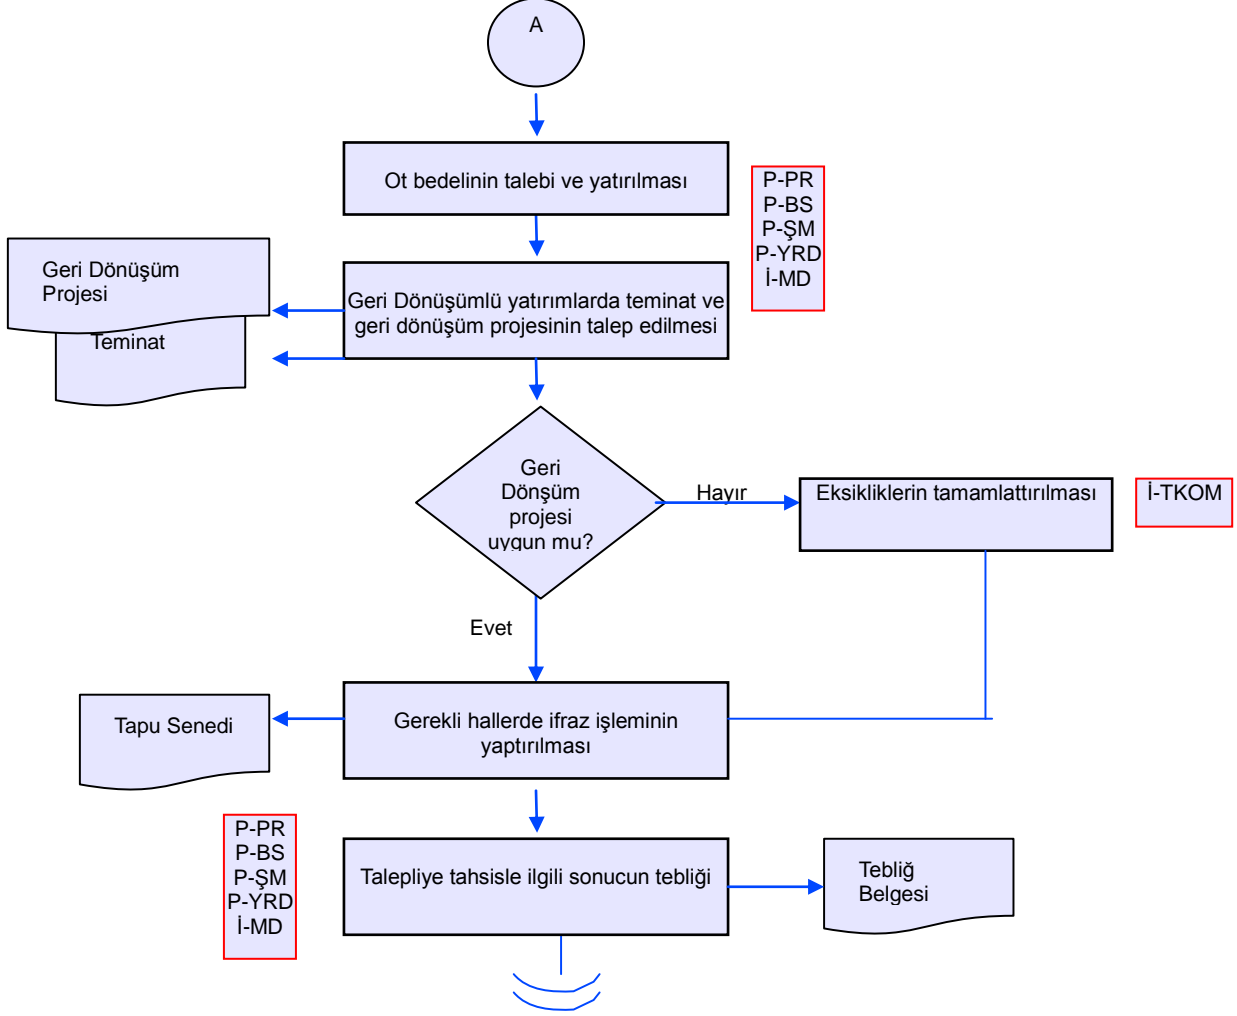 A
Ot bedelinin talebi ve yatırılması
P-PR
P-BS
P-ŞM
P-YRD
İ-MD
Geri Dönüşüm
Projesi
Teminat
Geri Dönüşümlü yatırımlarda teminat ve
geri dönüşüm projesinin talep edilmesi
Geri
Dönşüm
projesi
uygun mu?
Hayır
Eksikliklerin tamamlattırılması
İ-TKOM
Evet
Tapu Senedi
Gerekli hallerde ifraz işleminin
yaptırılması
P-PR
P-BS
P-ŞM
P-YRD
İ-MD
Talepliye tahsisle ilgili sonucun tebliği
Tebliğ
Belgesi